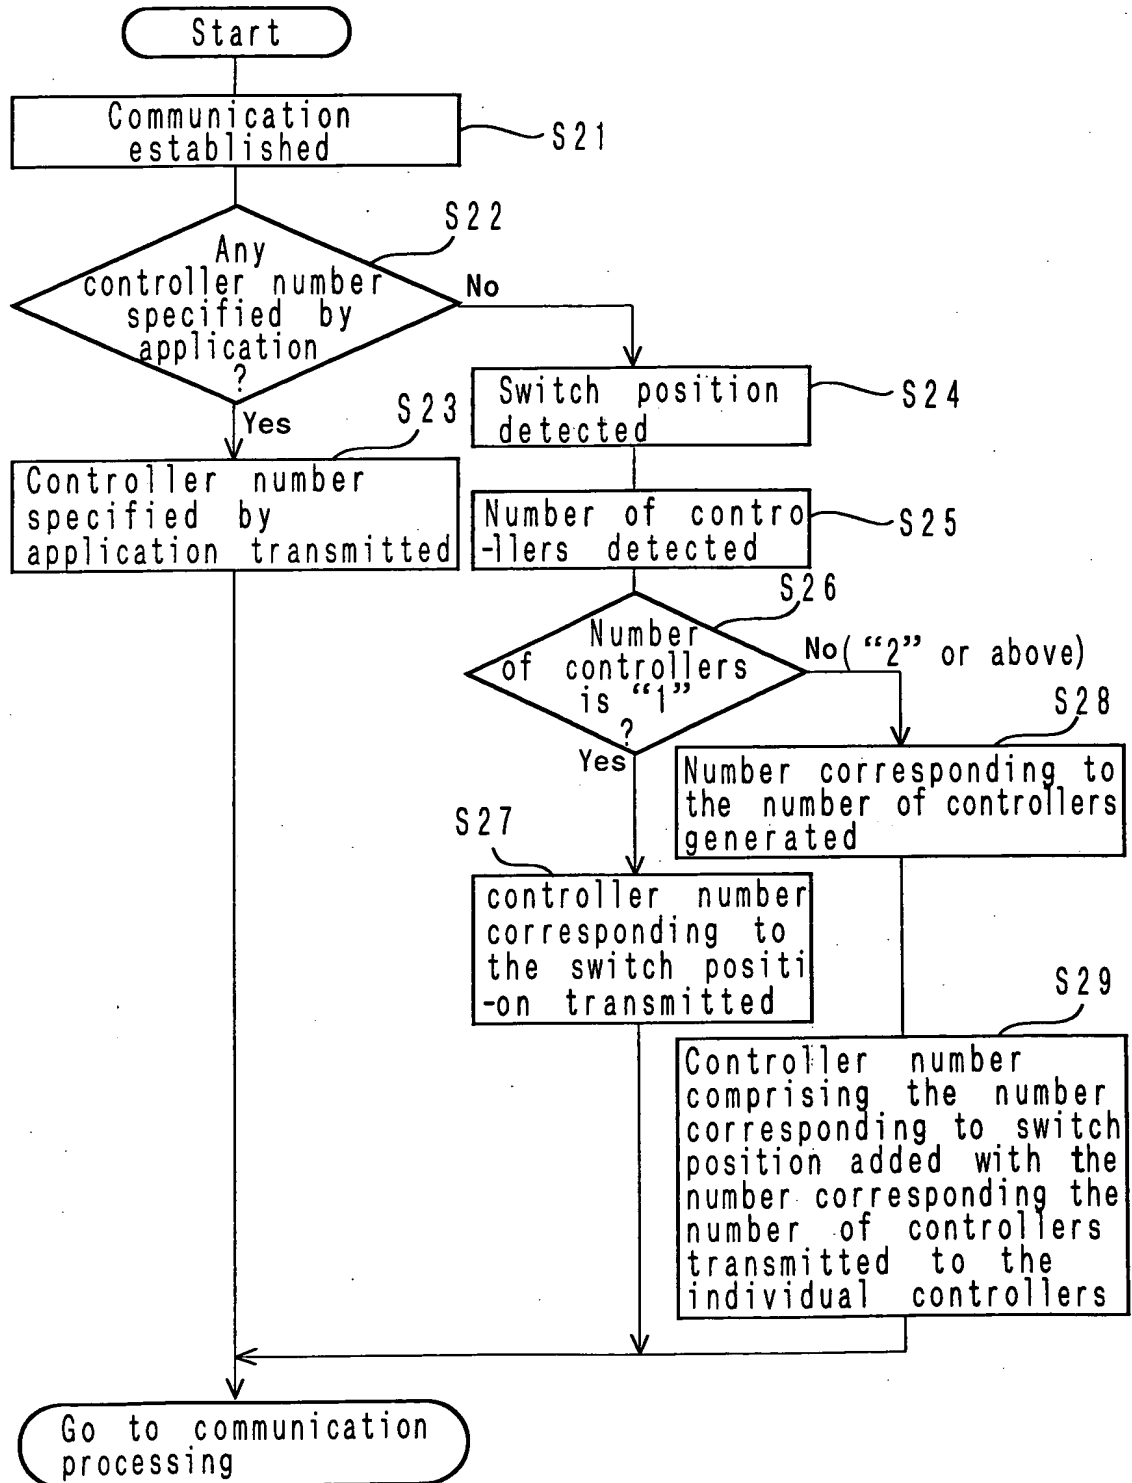 Start
Communication
established
S21
S22
Any
controller number
specified by
application
?
No
Yes
S23
Controller number
specified by
application transmitted
Switch position
detected
S24
Number of contro
-llers detected
S25
S26
Number
of controllers
is “1”
?
No(“2” or above)
Yes
S28
Number corresponding to
the number of controllers
generated
S27
controller number
corresponding to
the switch positi
-on transmitted
S29
Controller number
comprising the number
corresponding to switch
position added with the
number corresponding the
number of controllers
transmitted to the
individual controllers
Go to communication
processing